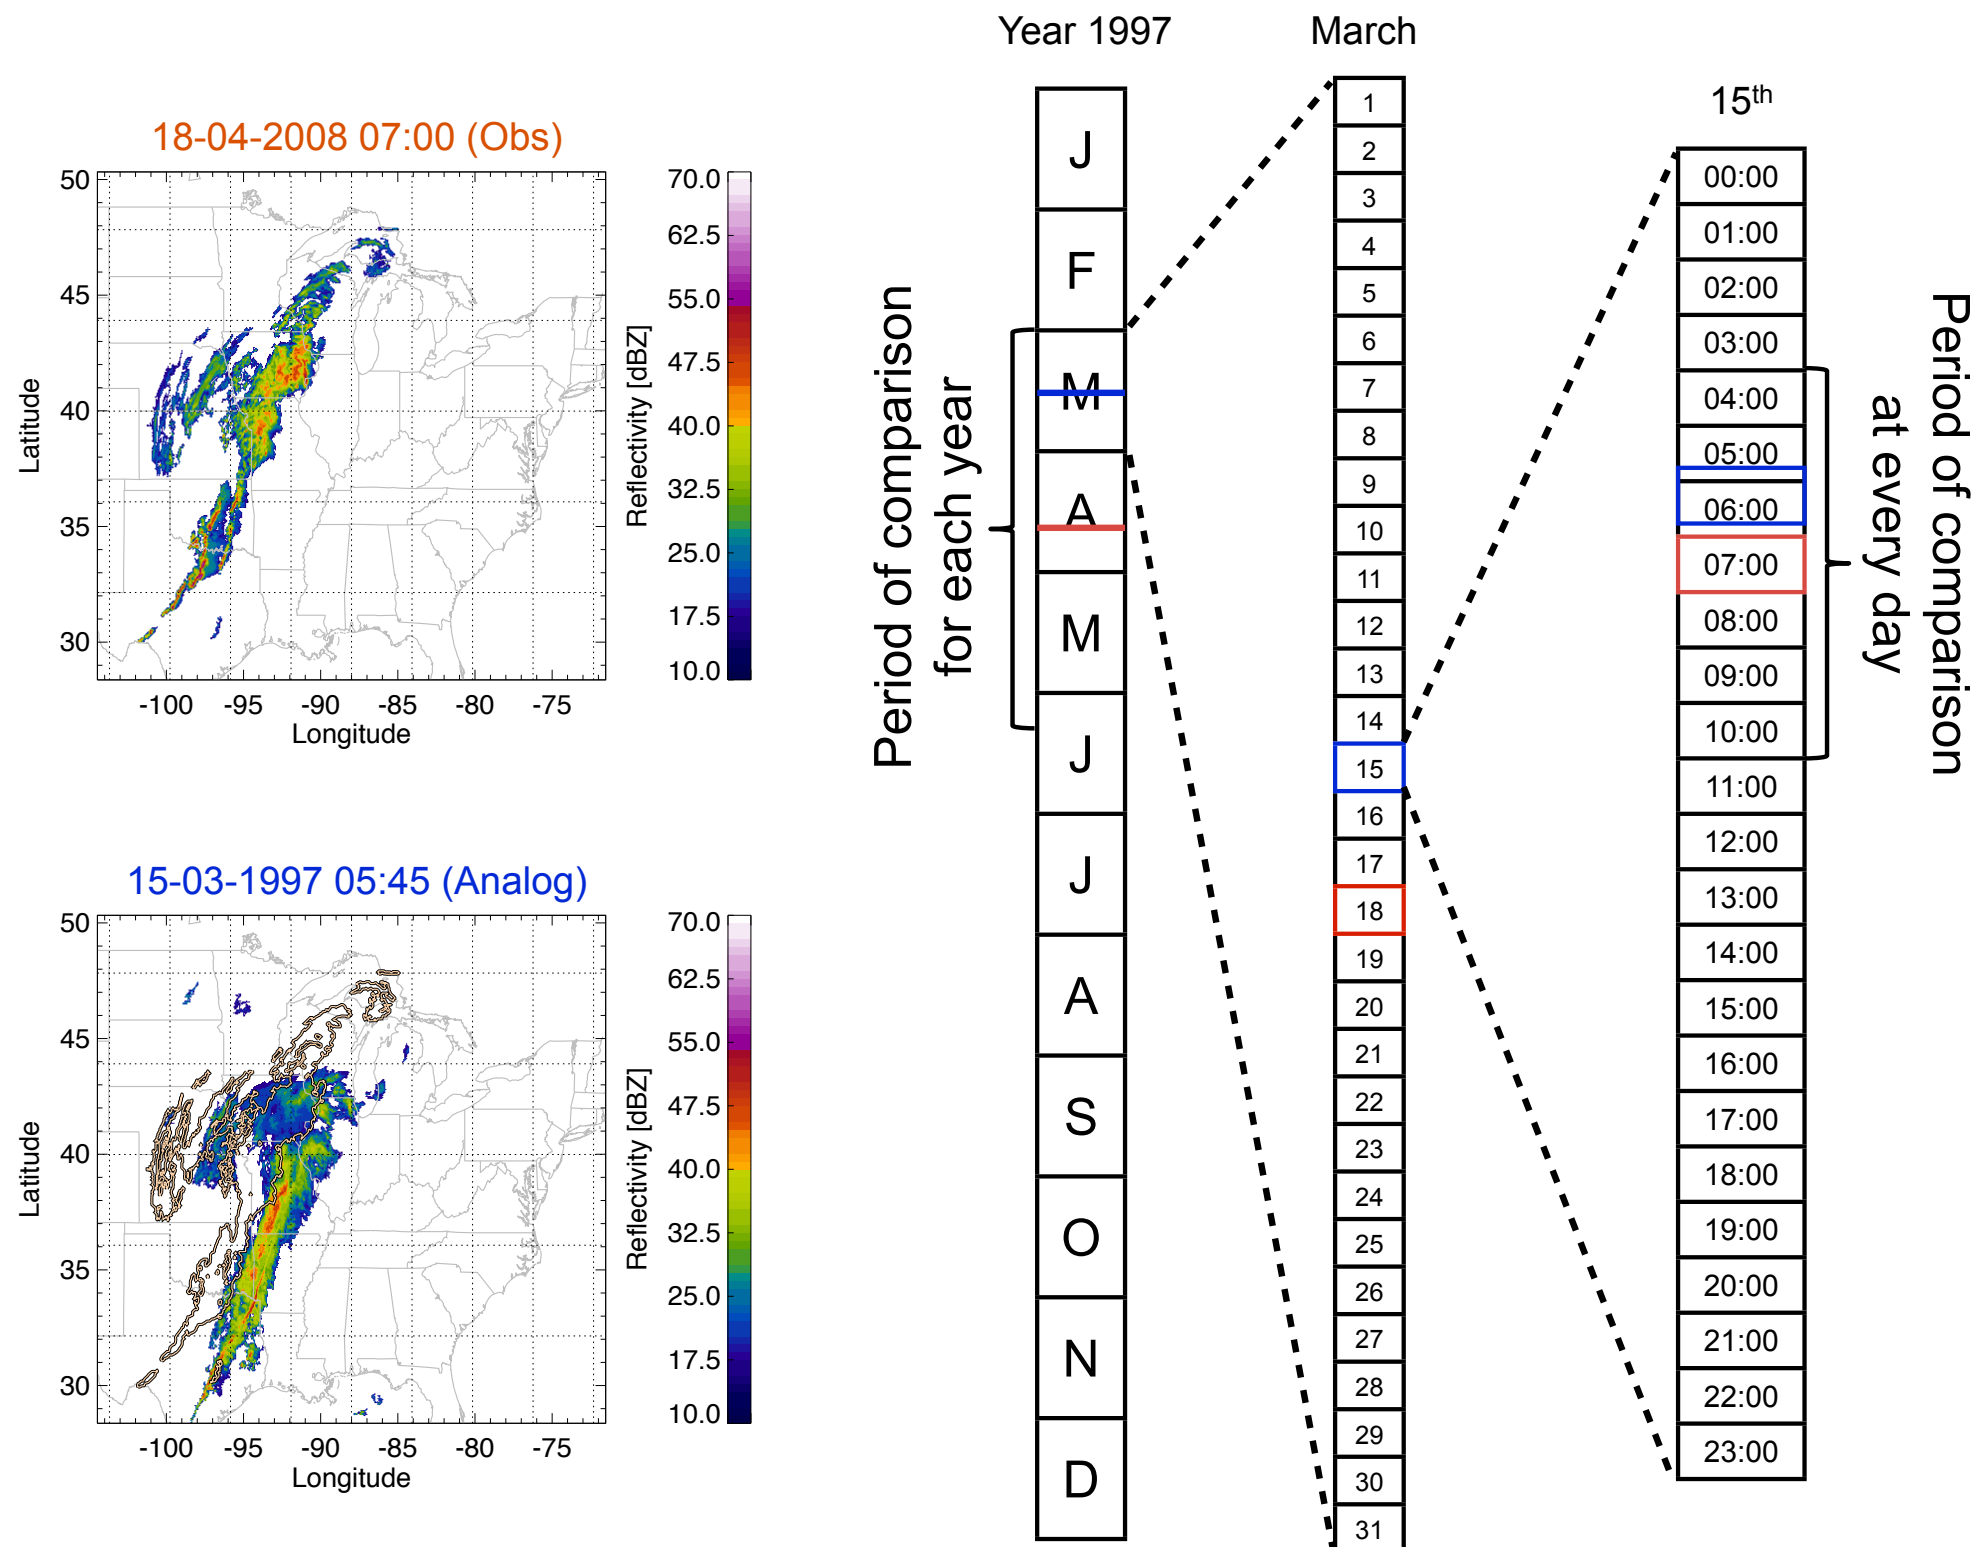 18-04-2008 07:00 (Obs)
50
45
40
35
30
Latitude
-100 -95 -90 -85 -80 -75
Longitude
70.0
62.5
55.0
47.5
40.0
32.5
25.0
17.5
10.0
Reflectivity [dBZ]
15-03-1997 05:45 (Analog)
50
45
40
35
30
Latitude
-100 -95 -90 -85 -80 -75
Longitude
70.0
62.5
55.0
47.5
40.0
32.5
25.0
17.5
10.0
Reflectivity [dBZ]
Period of comparison
for each year
Year 1997
J
F
M
A
M
J
J
A
S
O
N
D
March
1
2
3
4
5
6
7
8
9
10
11
12
13
14
15
16
17
18
19
20
21
22
23
24
25
26
27
28
29
30
31
15th
00:00
01:00
02:00
03:00
04:00
05:00
06:00
07:00
08:00
09:00
10:00
11:00
12:00
13:00
14:00
15:00
16:00
17:00
18:00
19:00
20:00
21:00
22:00
23:00
Period of comparison
at every day